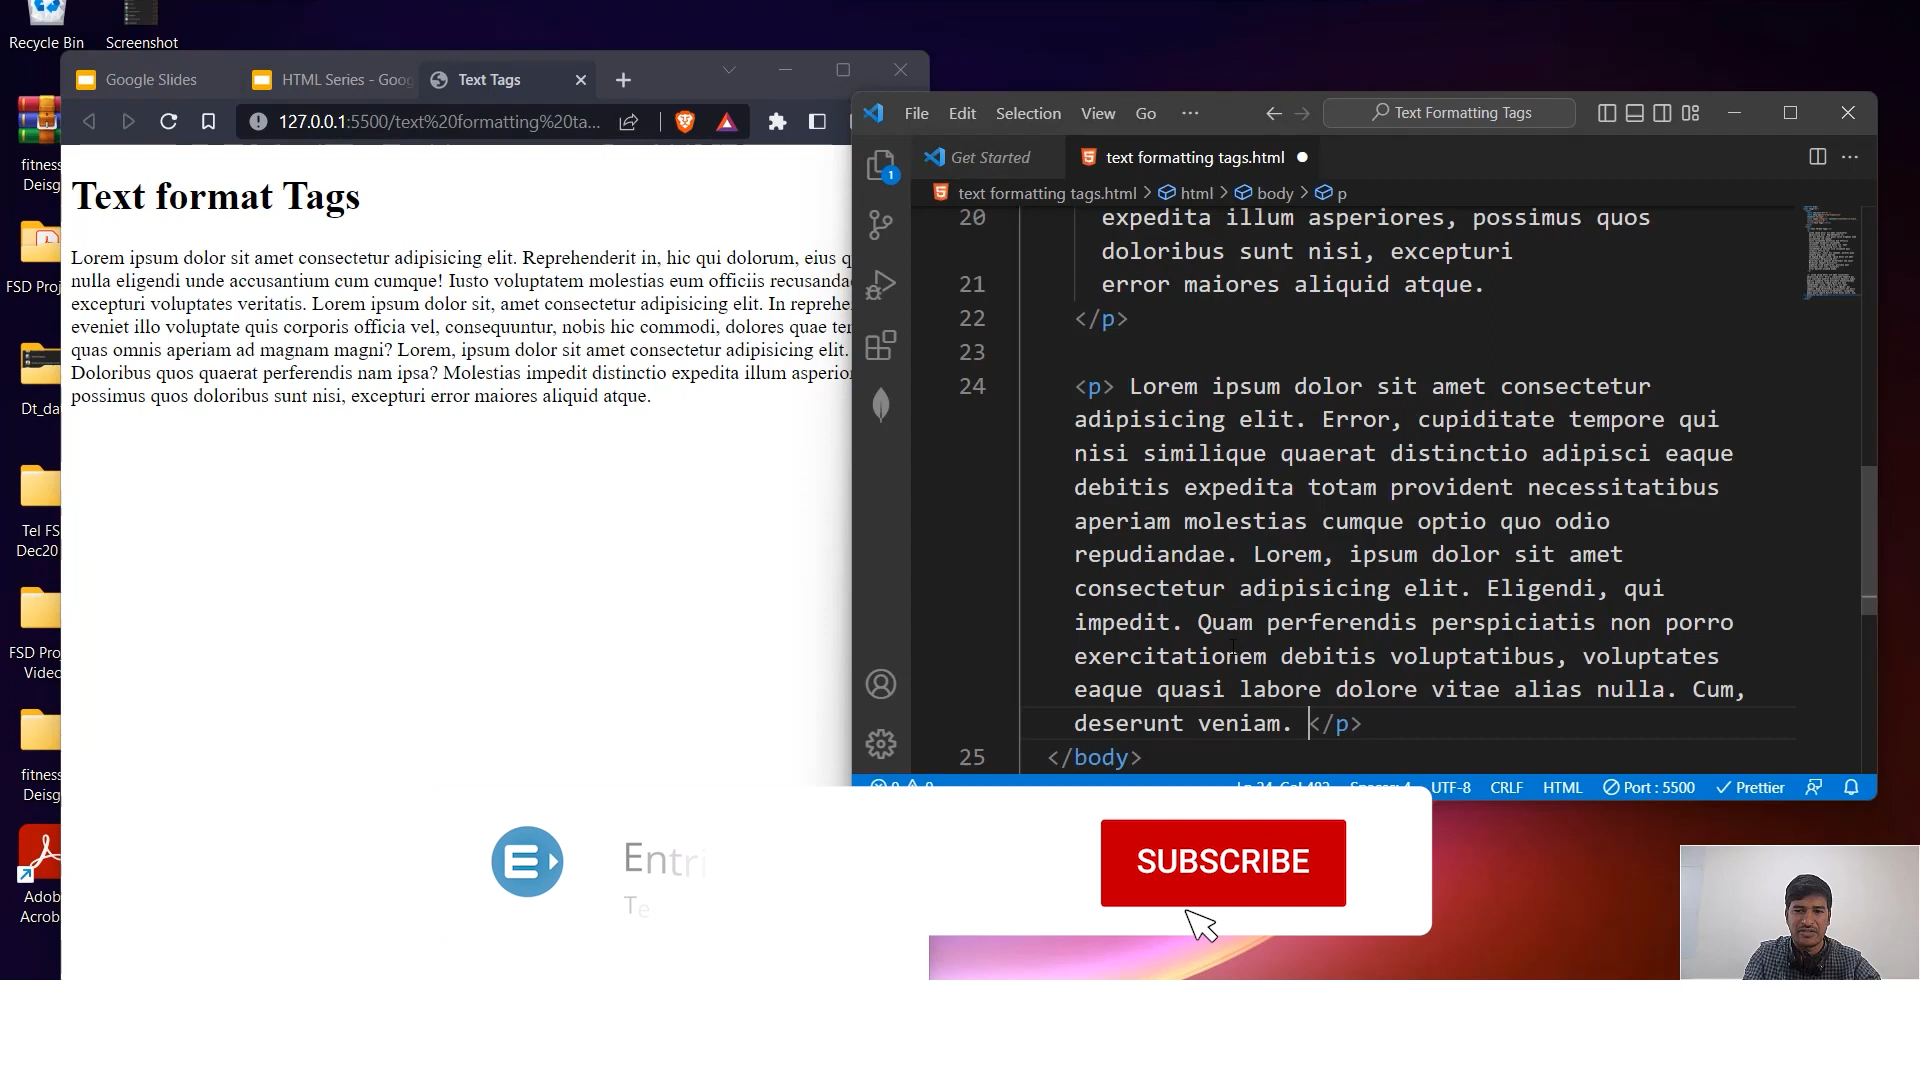 Recycle Bin
Screenshot
fitness
Deisg
FSD Proj
Dt_da
Tel FS
Dec20
FSD Pro
Video
fitness
Deisg
Adob
Acrob
Google Slides
HTML Series - Goog
Text Tags
127.0.0.1:5500/text%20formatting%20ta...
Text format Tags
Lorem ipsum dolor sit amet consectetur adipisicing elit. Reprehenderit in, hic qui dolorum, eius q
nulla eligendi unde accusantium cum cumque! Iusto voluptatem molestias eum officiis recusanda
excepturi voluptates veritatis. Lorem ipsum dolor sit, amet consectetur adipisicing elit. In reprehe
eveniet illo voluptate quis corporis officia vel, consequuntur, nobis hic commodi, dolores quae ter
quas omnis aperiam ad magnam magni? Lorem, ipsum dolor sit amet consectetur adipisicing elit.
Doloribus quos quaerat perferendis nam ipsa? Molestias impedit distinctio expedita illum asperio
possimus quos doloribus sunt nisi, excepturi error maiores aliquid atque.
File Edit Selection View Go ···
Text Formatting Tags
Get Started
text formatting tags.html
text formatting tags.html > html > body > p
1
20 expedita illum asperiores, possimus quos
doloribus sunt nisi, excepturi
21 error maiores aliquid atque.
22 </p>
23
24 <p> Lorem ipsum dolor sit amet consectetur
adipisicing elit. Error, cupiditate tempore qui
nisi similique quaerat distinctio adipisci eaque
debitis expedita totam provident necessitatibus
aperiam molestias cumque optio quo odio
repudiandae. Lorem, ipsum dolor sit amet
consectetur adipisicing elit. Eligendi, qui
impedit. Quam perferendis perspiciatis non porro
exercitationem debitis voluptatibus, voluptates
eaque quasi labore dolore vitae alias nulla. Cum,
deserunt veniam. </p>
25 </body>
UTF-8 CRLF HTML Port : 5500 Prettier
Entri
Te
SUBSCRIBE